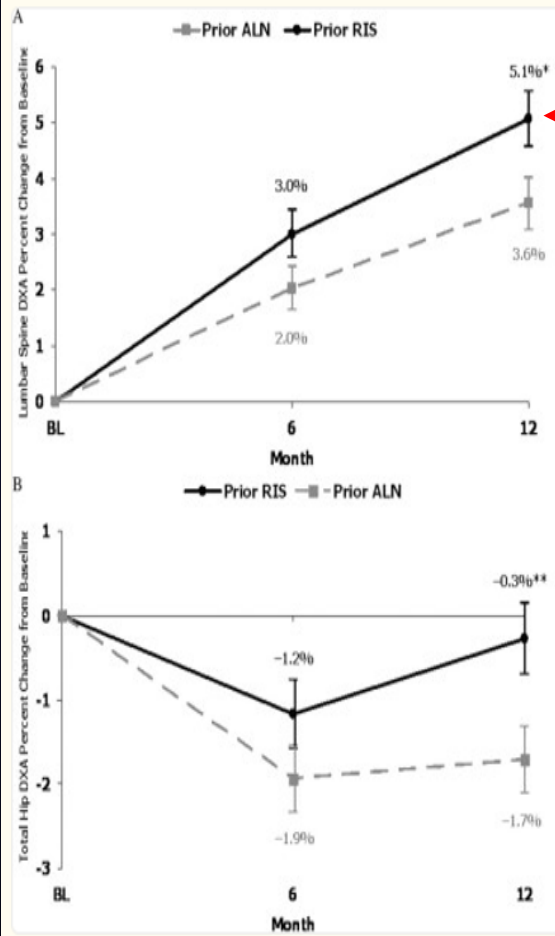 A
Prior ALN Prior RIS
Lumbar Spine DXA Percent Change from Baseline
6
5.1%*
5
4
3.0%
3
3.6%
2
2.0%
1
0
BL 6 12
Month
B
Prior RIS Prior ALN
Total Hip DXA Percent Change from Baseline
1
-0.3%**
0
-1.2%
-1
-1.7%
-2
-1.9%
-3
BL 6 12
Month